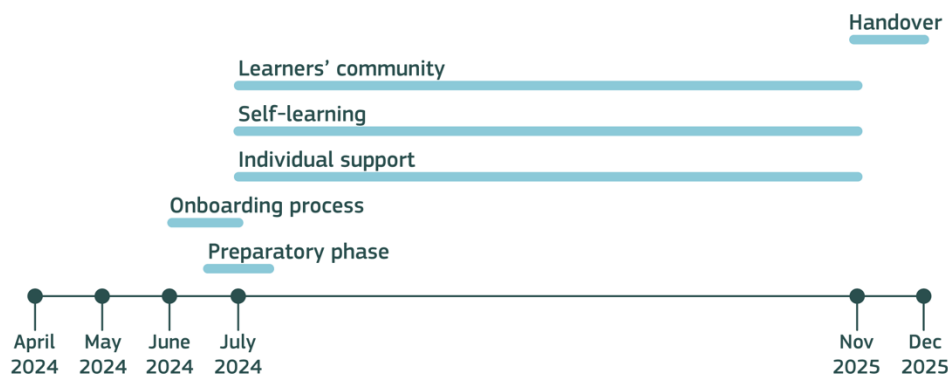 Handover
Learners’ community
Self-learning
Individual support
Onboarding process
Preparatory phase
April
2024
May
2024
June
2024
July
2024
Nov
2025
Dec
2025